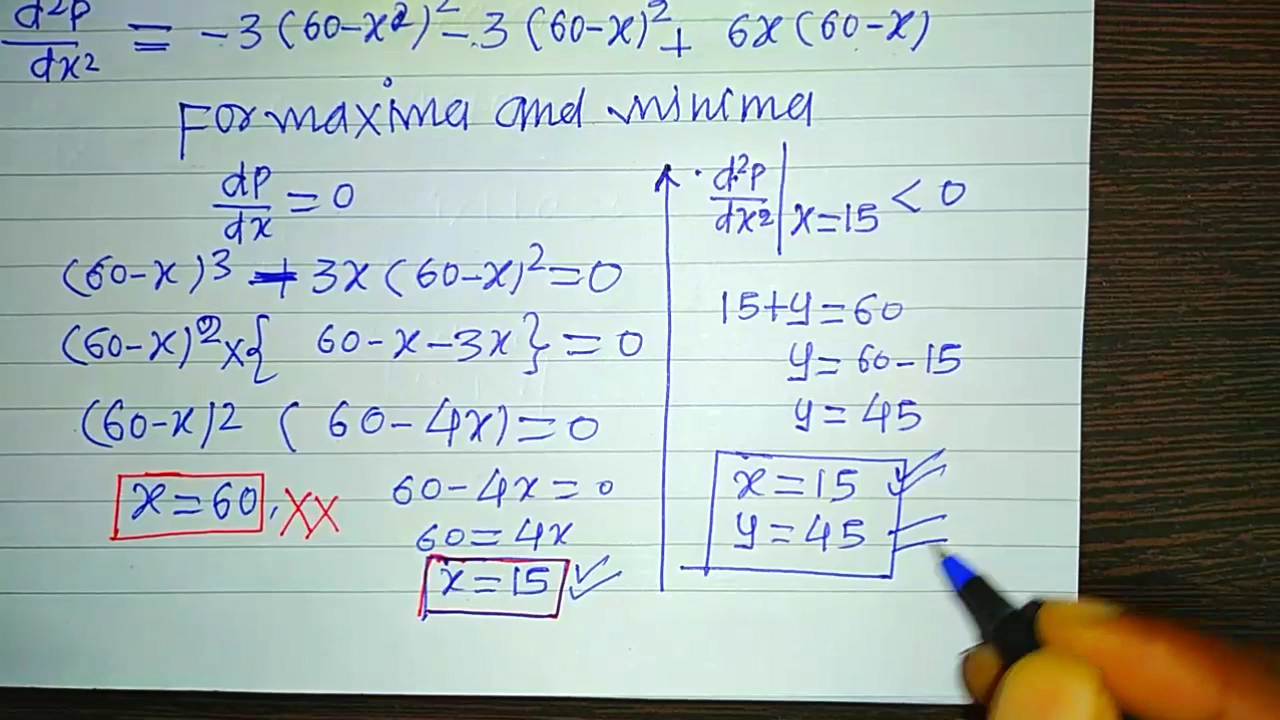 d²P/dx² = -3(60-x²)² - 3(60-x)² + 6x(60-x)
For maxima and minima
dP/dx = 0
(60-x)³ + 3x(60-x)² = 0
(60-x)² x{ 60-x-3x} = 0
(60-x)2 ( 60-4x) = 0
x = 60, XX
60-4x = 0
60 = 4x
x = 15
d²P/dx² | x=15 < 0
15+y = 60
y = 60-15
y = 45
x = 15
y = 45